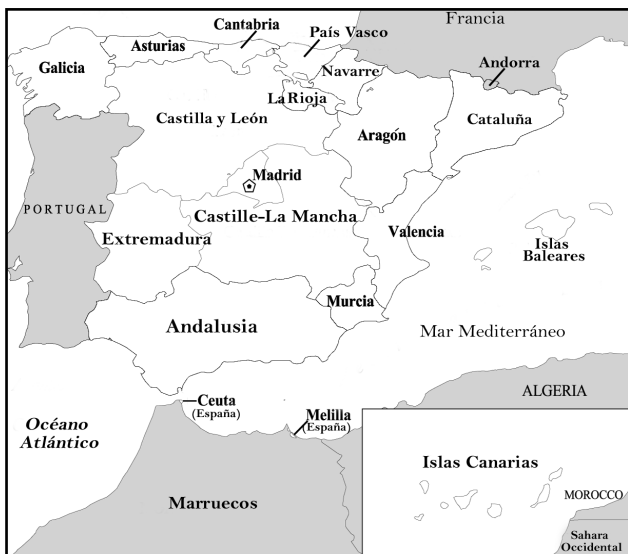 Cantabria
Francia
País Vasco
Asturias
Galicia
Navarre
Andorra
La Rioja
Castilla y León
Cataluña
Aragón
Madrid
PORTUGAL
Castille-La Mancha
Valencia
Extremadura
Islas
Baleares
Murcia
Andalusia
Mar Mediterráneo
Ceuta
(España)
Melilla
(España)
ALGERIA
Océano
Atlántico
Islas Canarias
Marruecos
MOROCCO
Sahara
Occidental